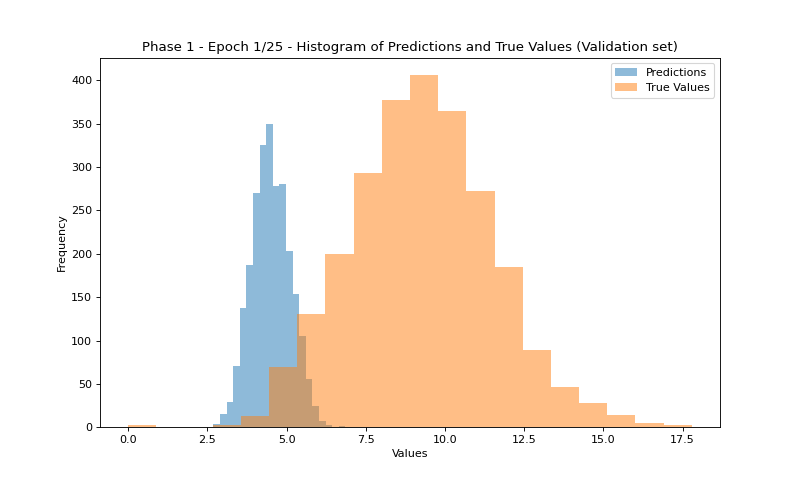 Phase 1 - Epoch 1/25 - Histogram of Predictions and True Values (Validation set)
Predictions
True Values
Frequency
400
350
300
250
200
150
100
50
0
0.0 2.5 5.0 7.5 10.0 12.5 15.0 17.5
Values